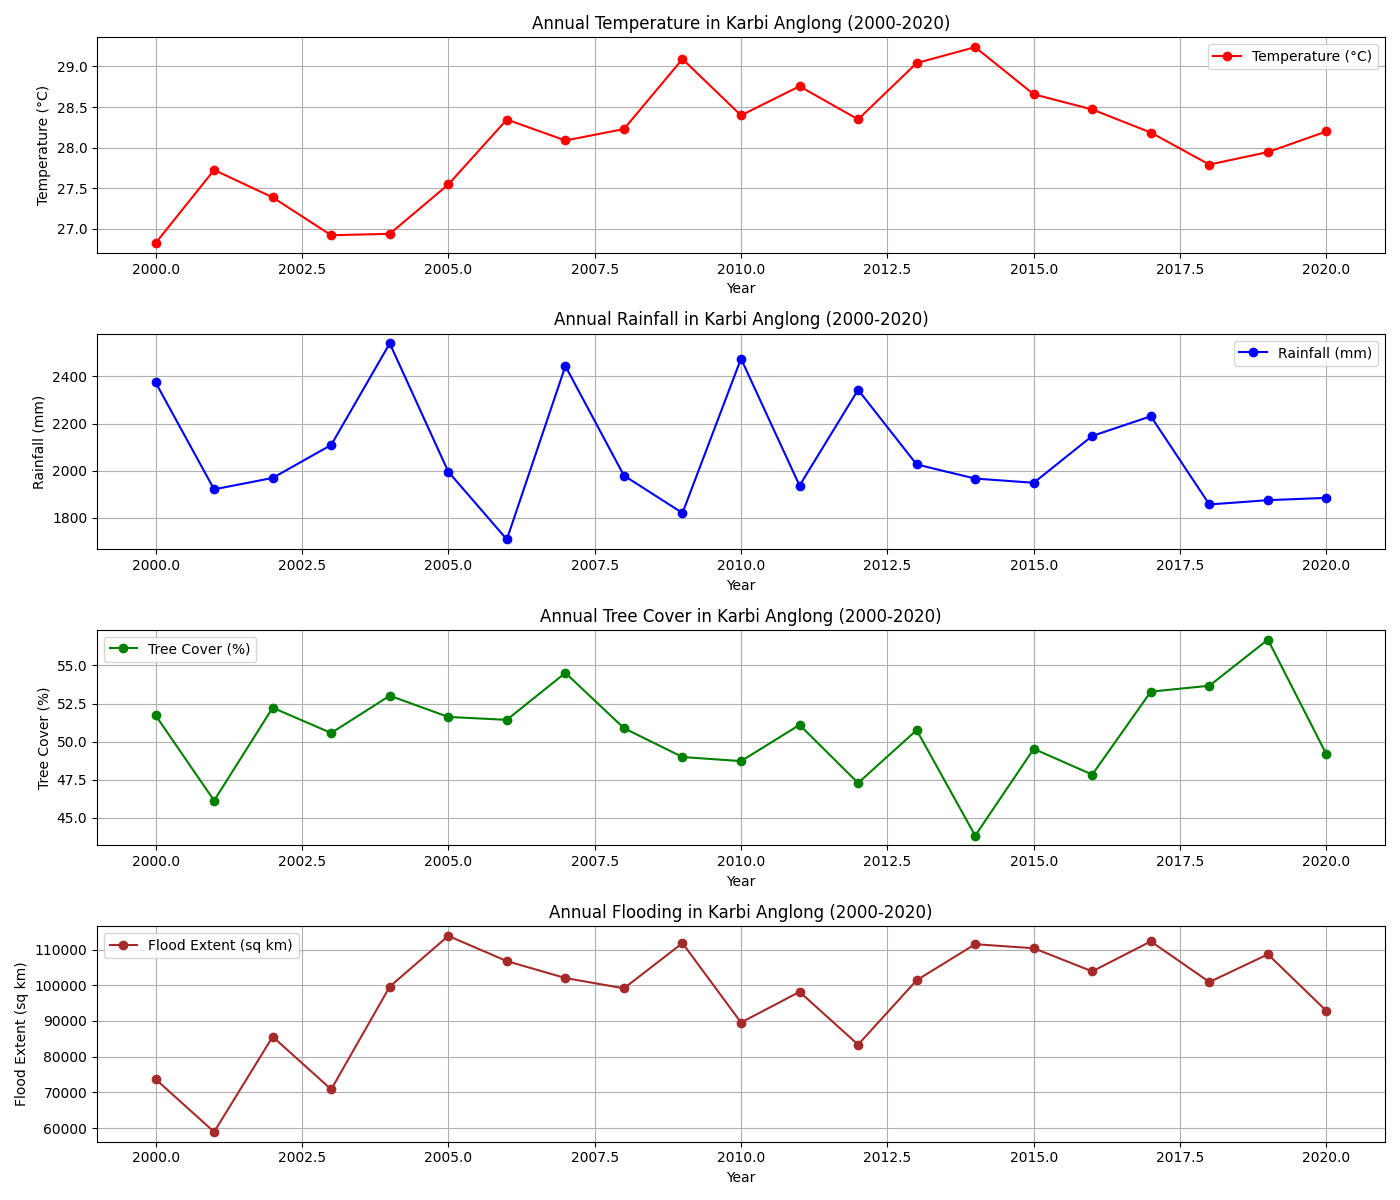 Annual Temperature in Karbi Anglong (2000-2020)
Temperature (°C)
29.0
28.5
28.0
27.5
27.0
Temperature (°C)
2000.0 2002.5 2005.0 2007.5 2010.0 2012.5 2015.0 2017.5 2020.0
Year
Annual Rainfall in Karbi Anglong (2000-2020)
Rainfall (mm)
2400
2200
2000
1800
Rainfall (mm)
2000.0 2002.5 2005.0 2007.5 2010.0 2012.5 2015.0 2017.5 2020.0
Year
Annual Tree Cover in Karbi Anglong (2000-2020)
Tree Cover (%)
55.0
52.5
50.0
47.5
45.0
Tree Cover (%)
2000.0 2002.5 2005.0 2007.5 2010.0 2012.5 2015.0 2017.5 2020.0
Year
Annual Flooding in Karbi Anglong (2000-2020)
Flood Extent (sq km)
110000
100000
90000
80000
70000
60000
Flood Extent (sq km)
2000.0 2002.5 2005.0 2007.5 2010.0 2012.5 2015.0 2017.5 2020.0
Year